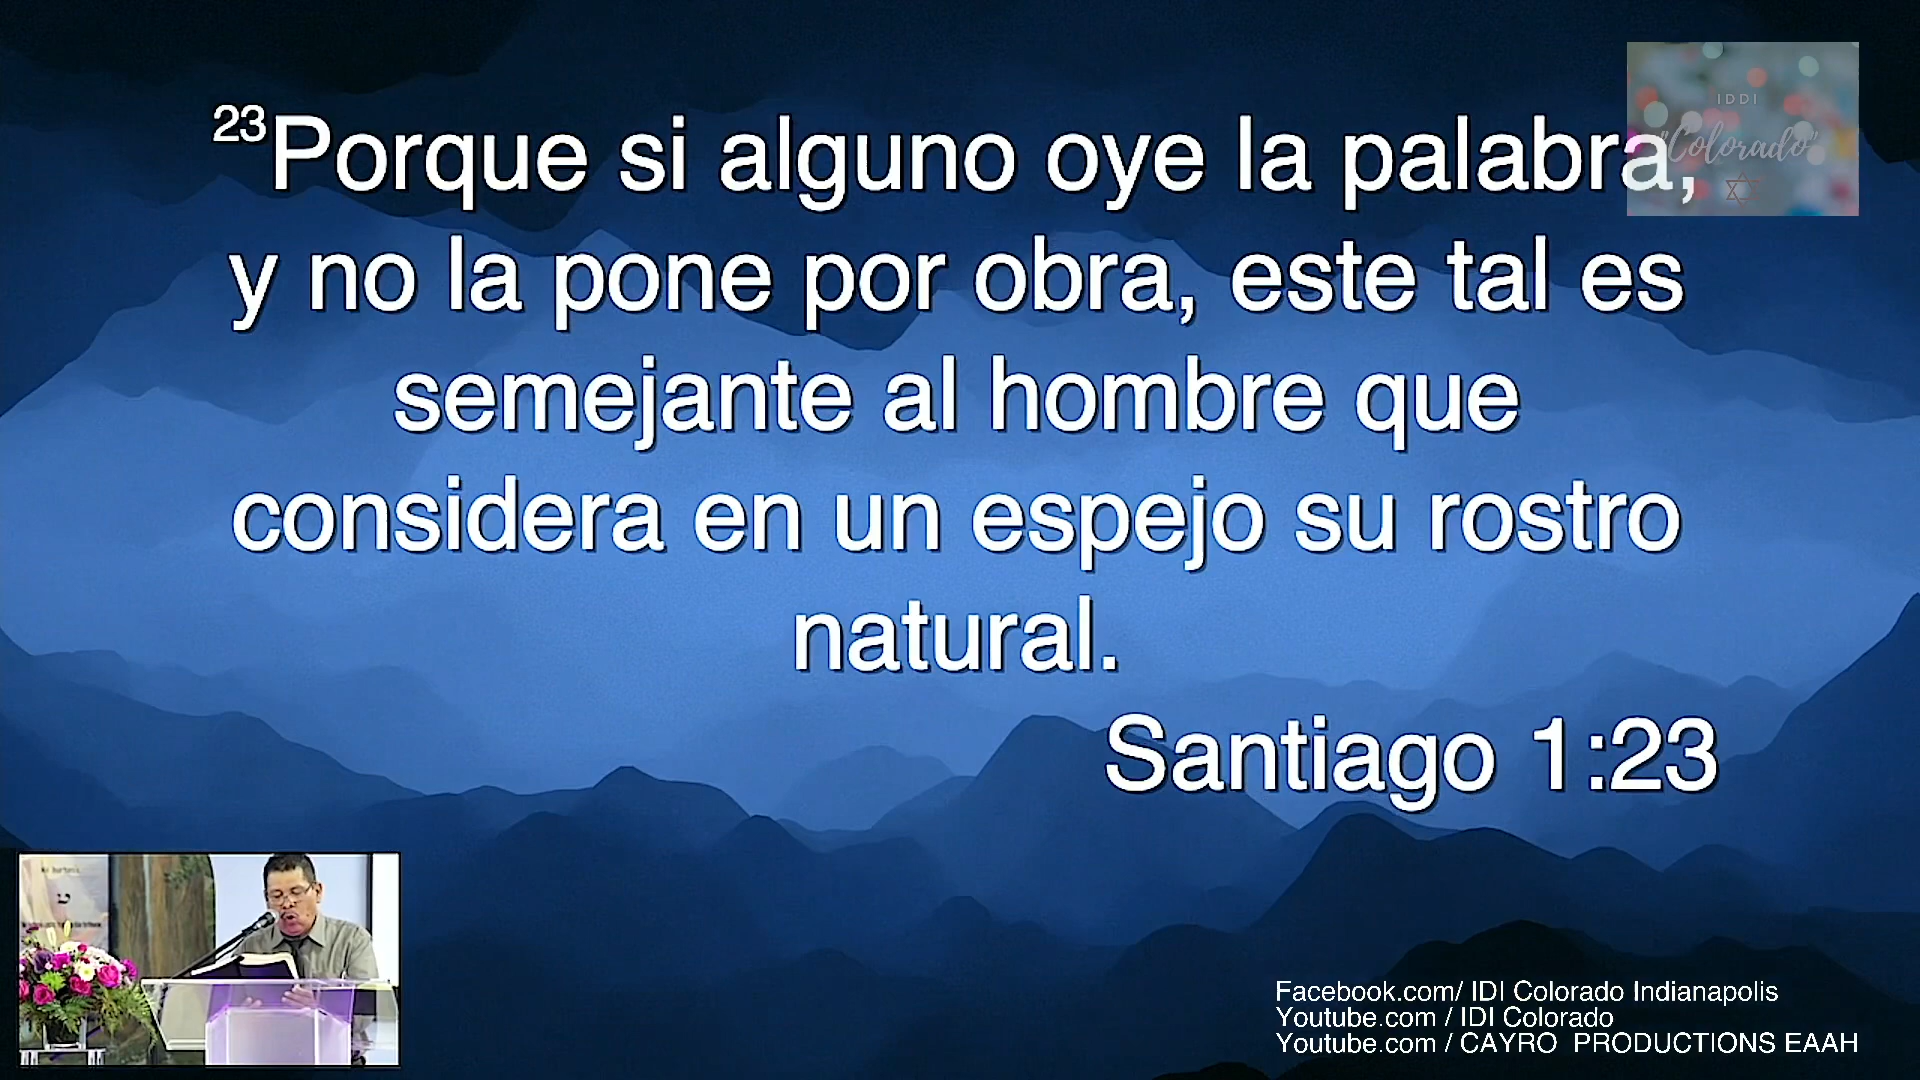 IDDI
"Colorado"
23Porque si alguno oye la palabra,
y no la pone por obra, este tal es
semejante al hombre que
considera en un espejo su rostro
natural.
Santiago 1:23
Facebook.com/ IDI Colorado Indianapolis
Youtube.com / IDI Colorado
Youtube.com / CAYRO  PRODUCTIONS EAAH